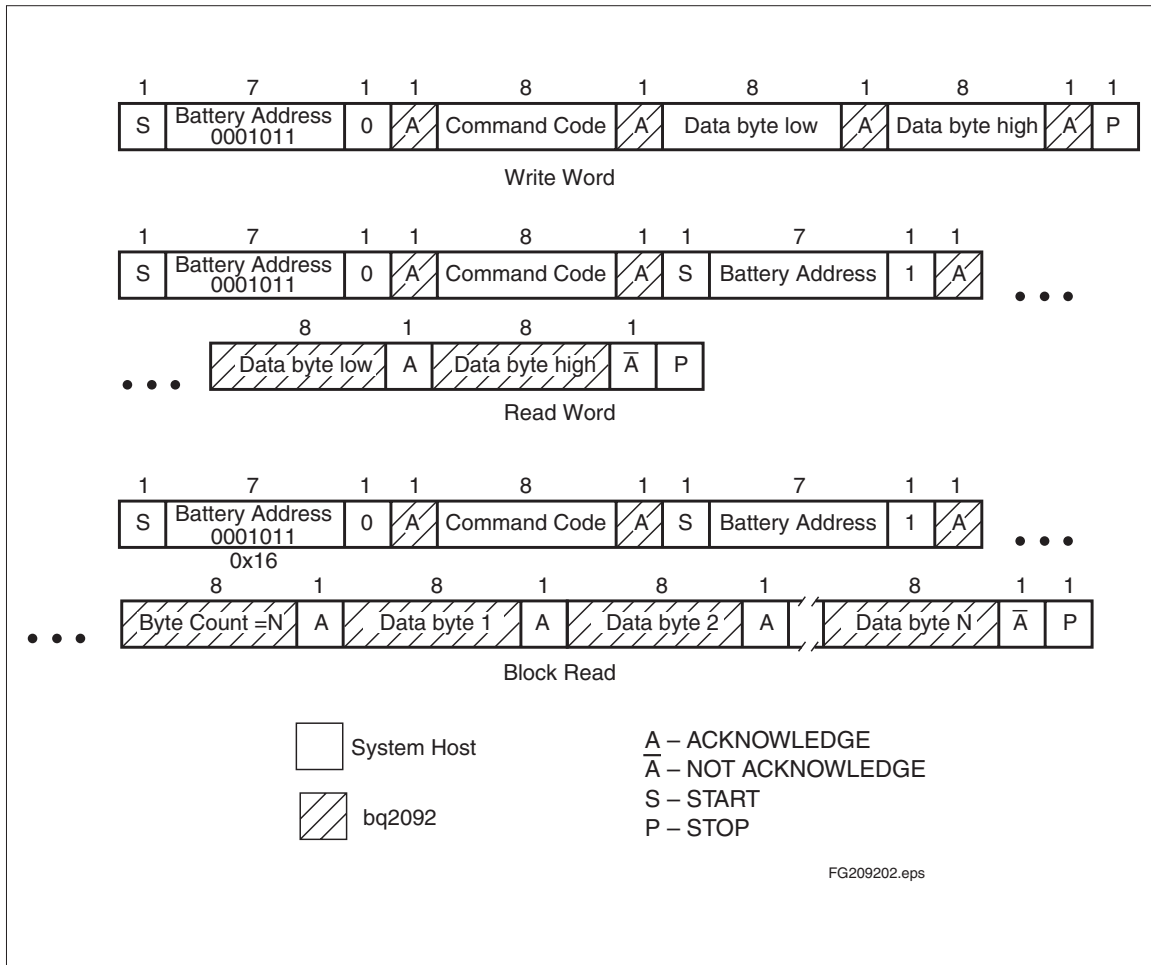 1 7 1 1 8 1 8 1 8 1 1
S Battery Address 0001011 0 A Command Code A Data byte low A Data byte high A P
Write Word
1 7 1 1 8 1 1 7 1 1
S Battery Address 0001011 0 A Command Code A S Battery Address 1 A
8 1 8 1
Data byte low A Data byte high A̅ P
Read Word
1 7 1 1 8 1 1 7 1 1
S Battery Address 0001011 0 A Command Code A S Battery Address 1 A
0x16
8 1 8 1 8 1 8 1 1
Byte Count =N A Data byte 1 A Data byte 2 A Data byte N A̅ P
Block Read
System Host
bq2092
A – ACKNOWLEDGE
A̅ – NOT ACKNOWLEDGE
S – START
P – STOP
FG209202.eps